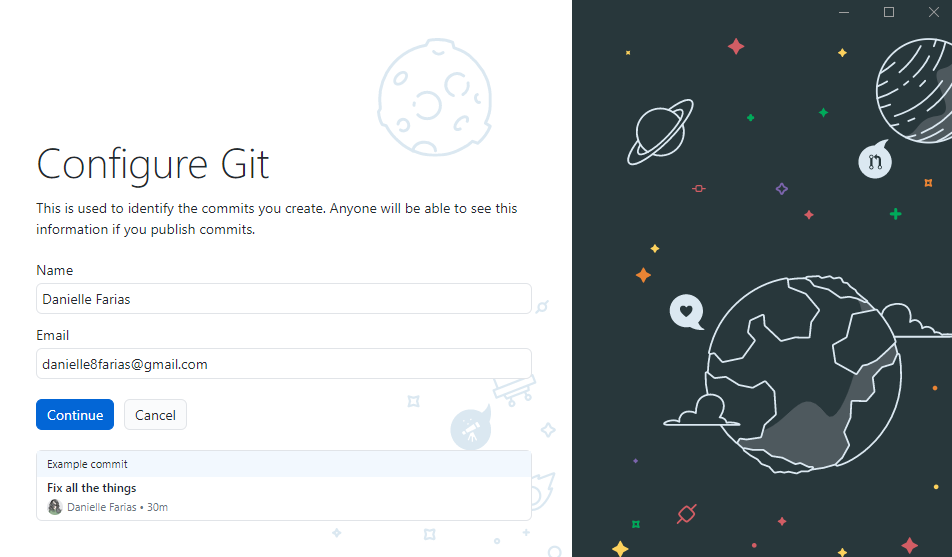 Configure Git
This is used to identify the commits you create. Anyone will be able to see this
information if you publish commits.
Name
Danielle Farias
Email
danielle8farias@gmail.com
Continue
Cancel
Example commit
Fix all the things
Danielle Farias • 30m